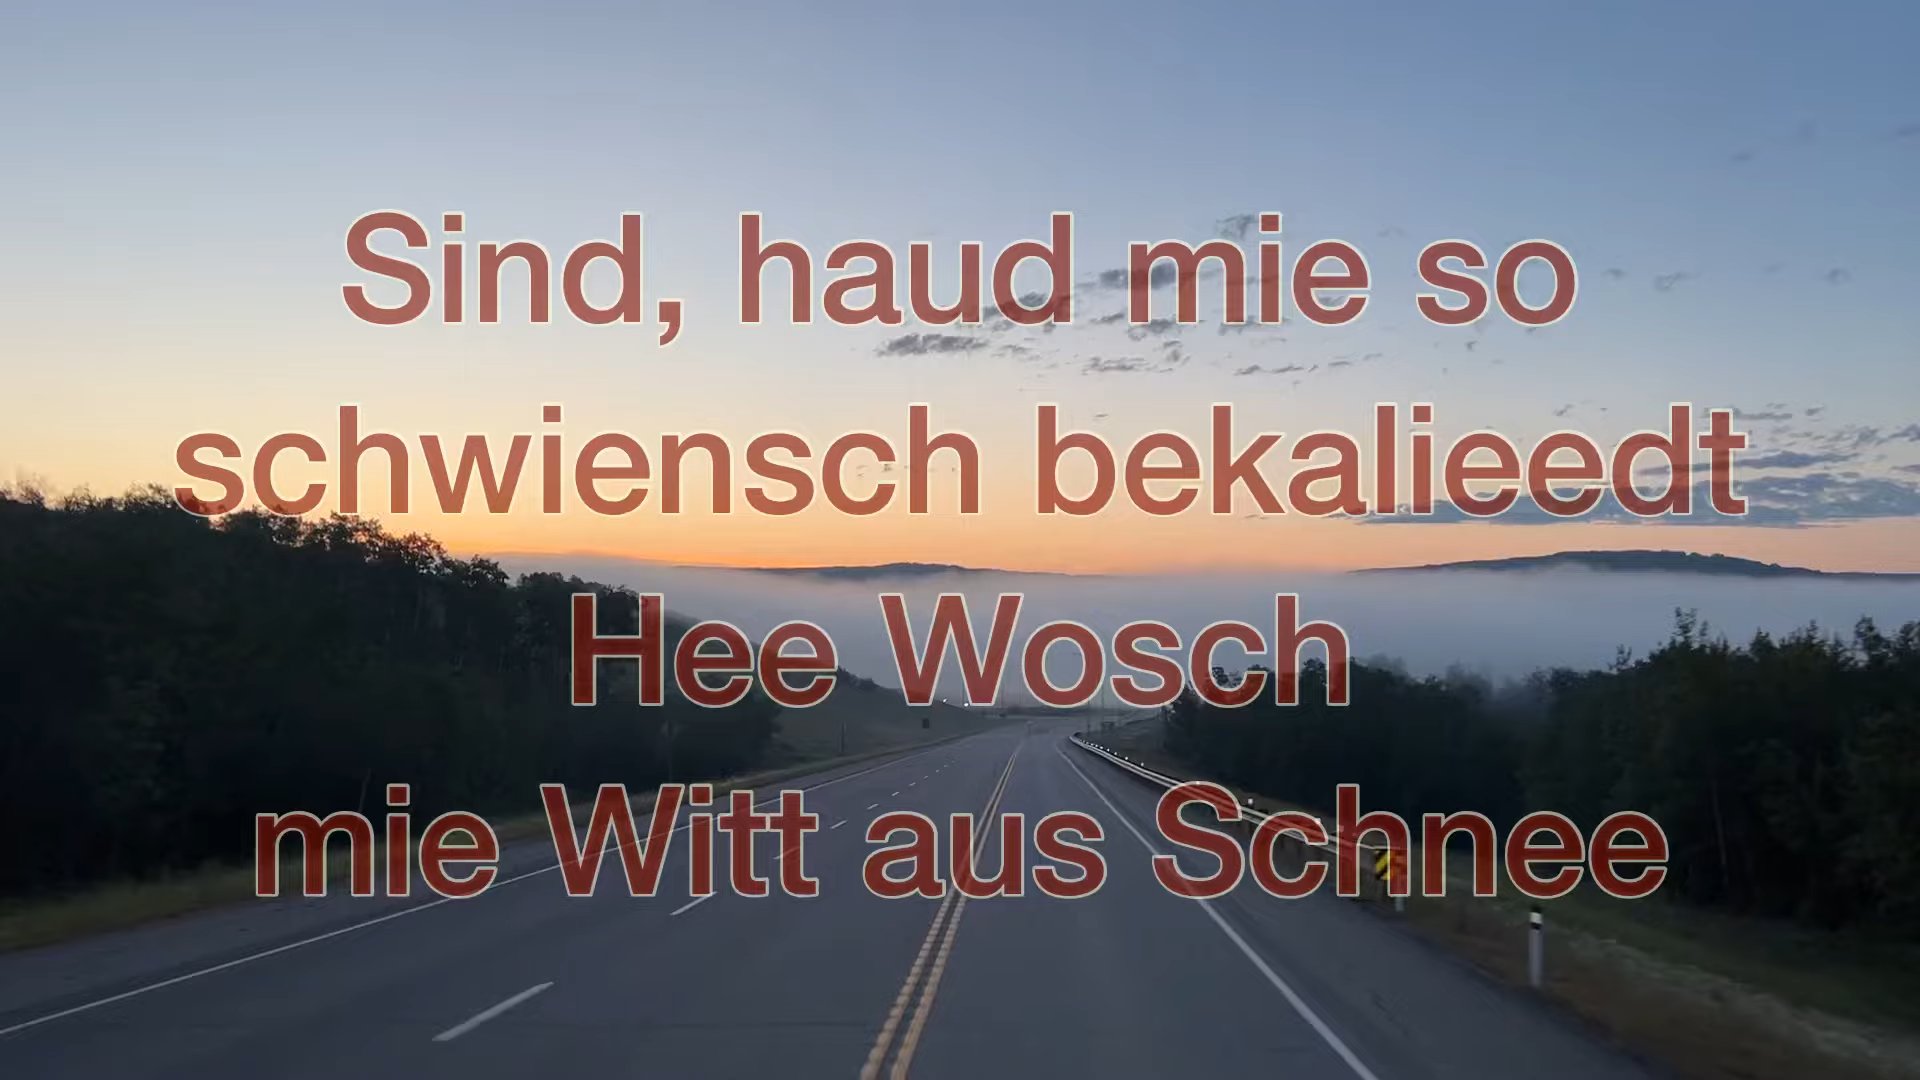 Sind, haud mie so
schwiensch bekalieedt
Hee Wosch
mie Witt aus Schnee